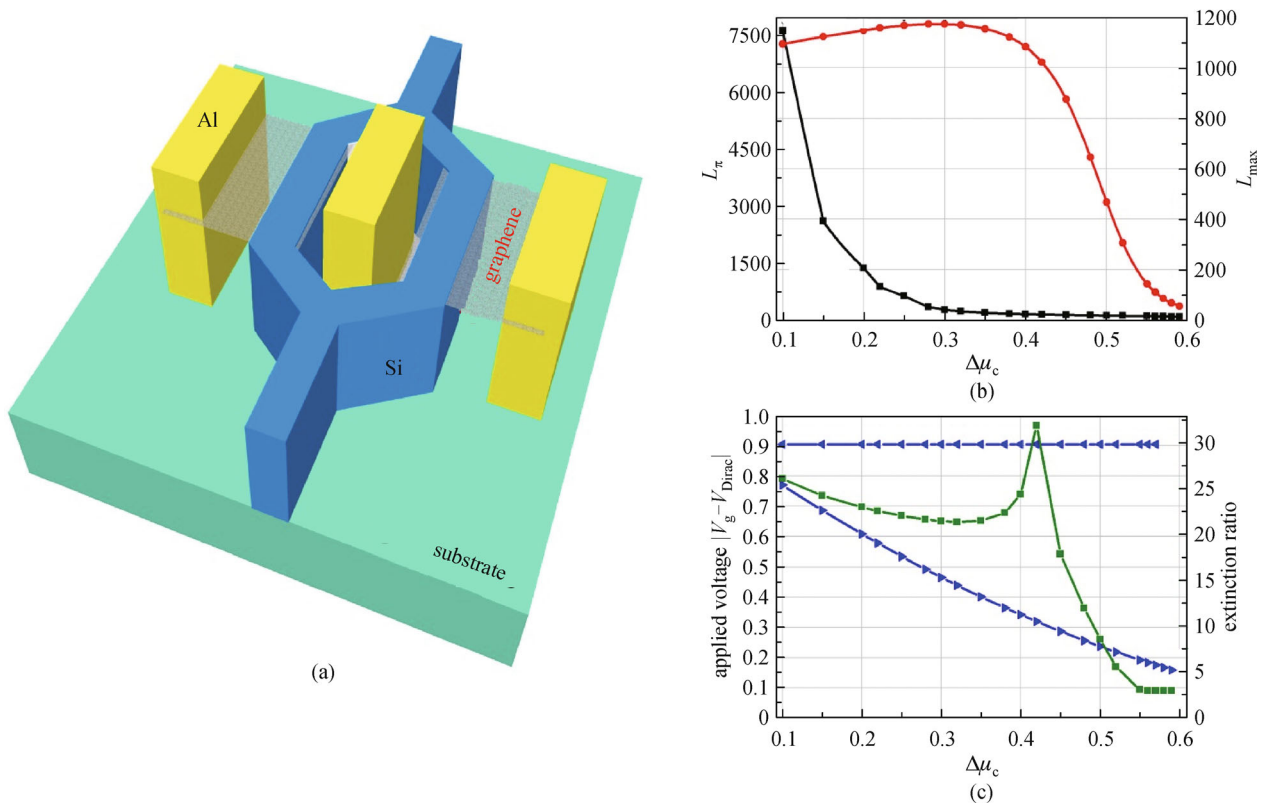 Al
graphene
Si
substrate
(a)
7500
6000
4500
3000
1500
0
Lπ
1200
1000
800
600
400
200
0
Lmax
0.1 0.2 0.3 0.4 0.5 0.6
Δμc
(b)
1.0
0.9
0.8
0.7
0.6
0.5
0.4
0.3
0.2
0.1
0
applied voltage |Vg−VDirac|
30
25
20
15
10
5
0
extinction ratio
0.1 0.2 0.3 0.4 0.5 0.6
Δμc
(c)